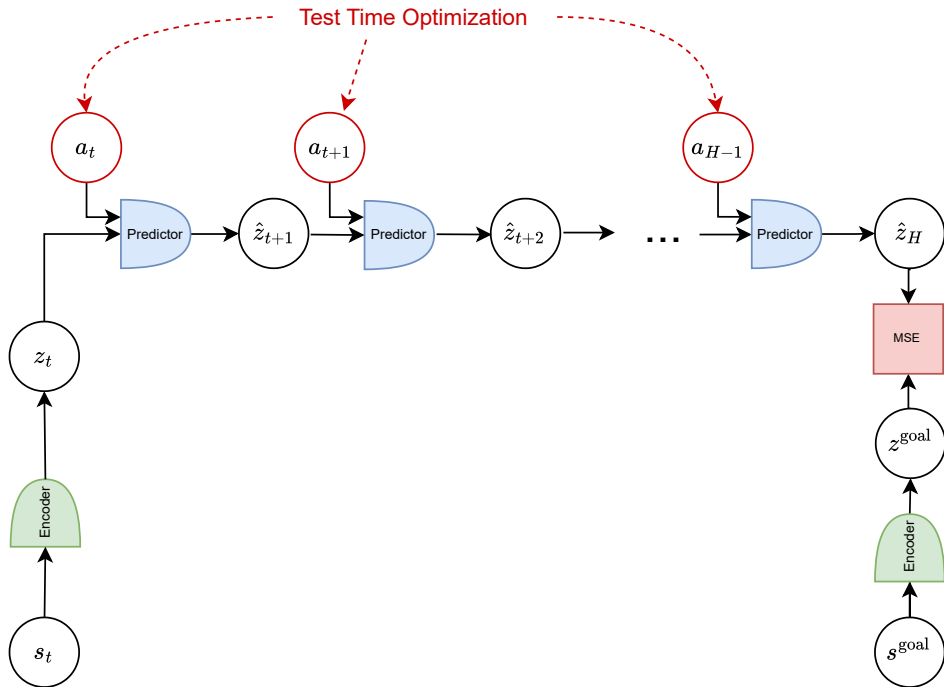 Test Time Optimization
a_t
a_{t+1}
a_{H-1}
Predictor
ẑ_{t+1}
Predictor
ẑ_{t+2}
...
Predictor
ẑ_H
z_t
MSE
z^{goal}
Encoder
Encoder
s_t
s^{goal}